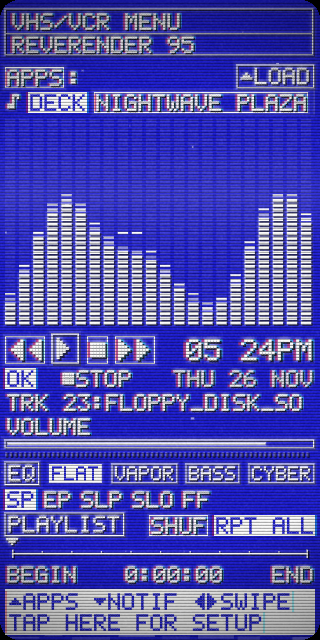 VHS/VCR MENU
REVERENDER 95
APPS: LOAD
DECK NIGHTWAVE PLAZA
05 24PM
OK STOP THU 26 NOV
TRK 23:FLOPPY_DISK_SO
VOLUME
EQ FLAT VAPOR BASS CYBER
SP EP SLP SLO FF
PLAYLIST SHUF RPT ALL
BEGIN 0:00:00 END
APPS NOTIF SWIPE
TAP HERE FOR SETUP